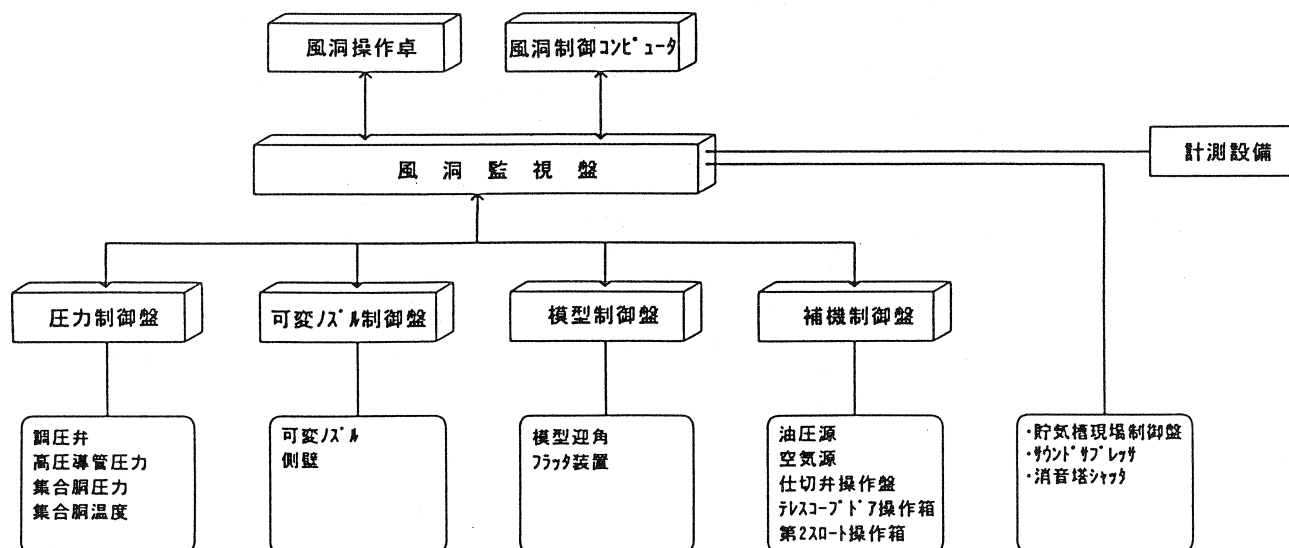 風洞操作卓
風洞制御ｺﾝﾋﾟｭｰﾀ
風洞監視盤
計測設備
圧力制御盤
可変ﾉｽﾞﾙ制御盤
模型制御盤
補機制御盤
調圧弁
高圧導管圧力
集合胴圧力
集合胴温度
可変ﾉｽﾞﾙ
側壁
模型迎角
ﾌﾗｯﾀ装置
油圧源
空気源
仕切弁操作盤
ﾃﾚｽｺｰﾌﾟﾄﾞｱ操作箱
第2ｽﾛｰﾄ操作箱
・貯気槽現場制御盤
・ｻｳﾝﾄﾞｻﾌﾟﾚｯｻ
・消音塔ｼｬｯﾀ